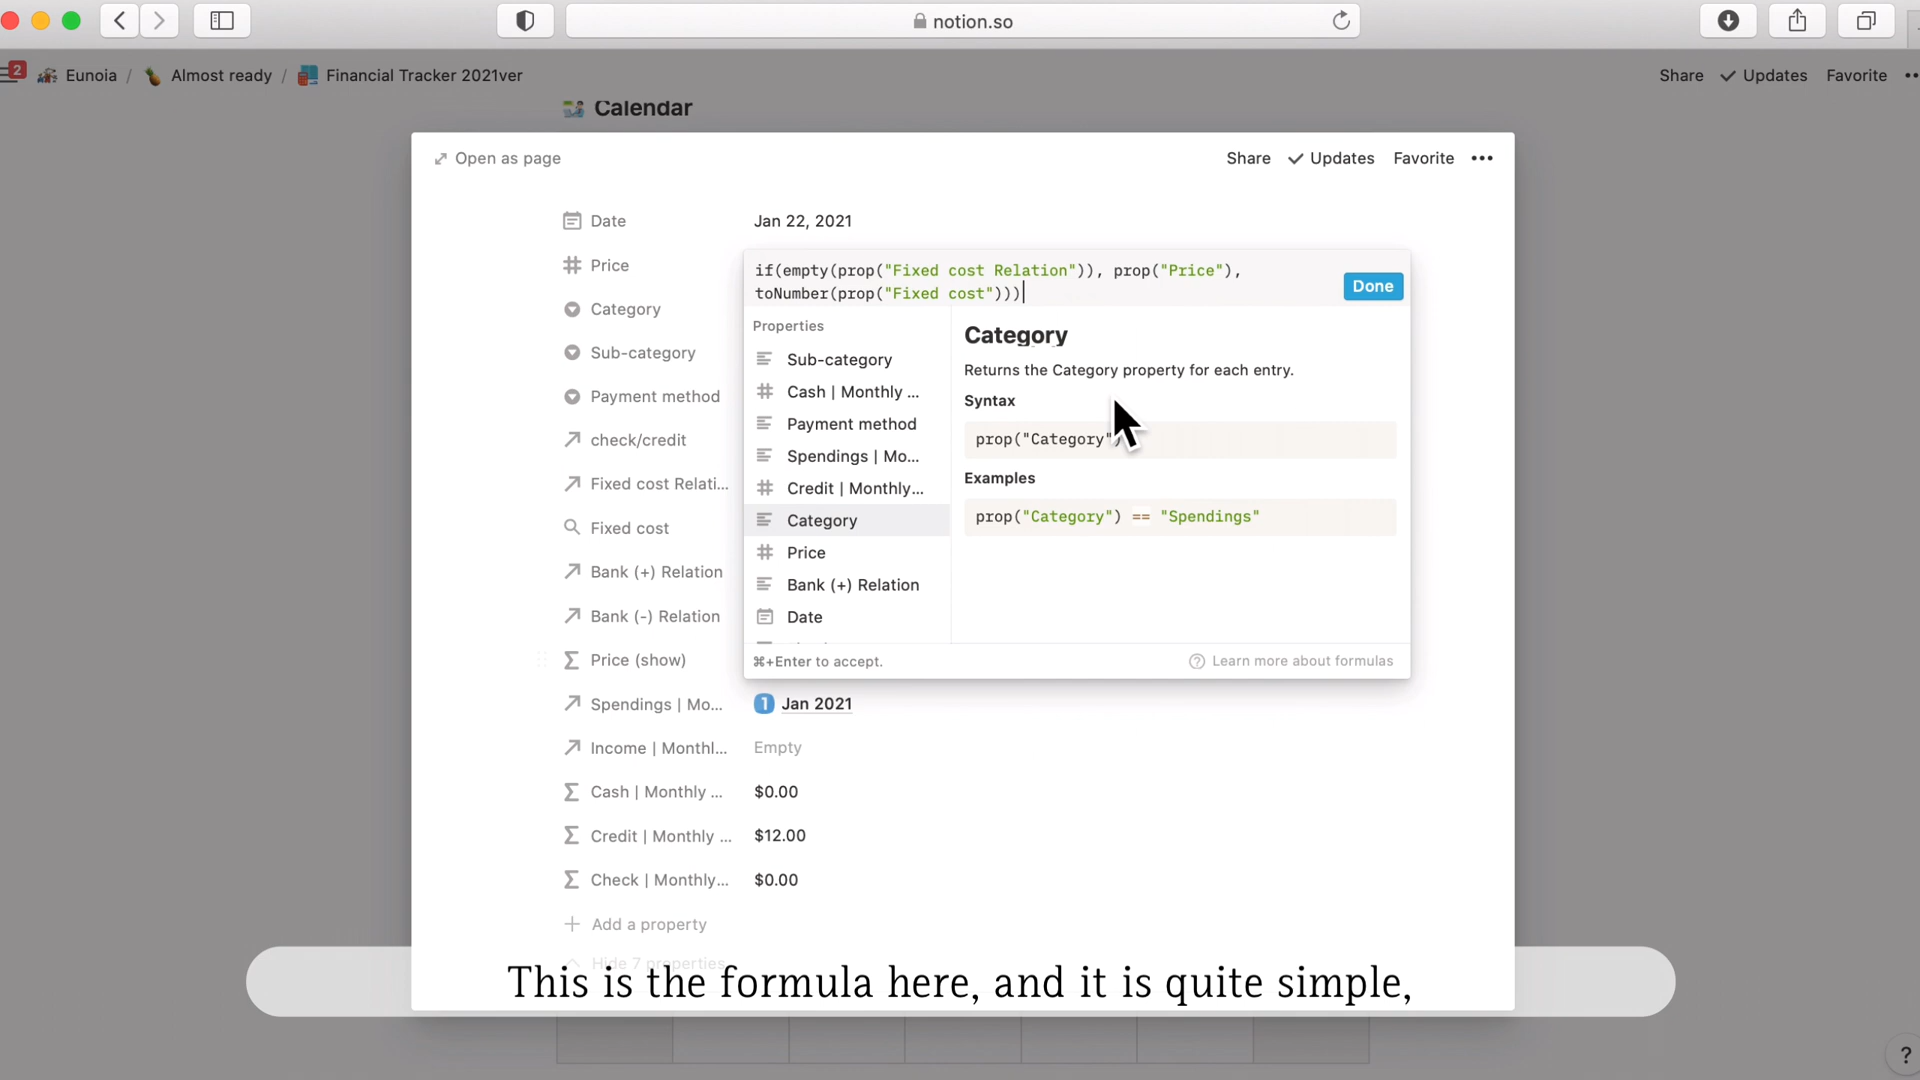 notion.so
2
Eunoia / Almost ready / Financial Tracker 2021ver
Share Updates Favorite
Calendar
Open as page
Share Updates Favorite
Date Jan 22, 2021
Price
Category
Sub-category
Payment method
check/credit
Fixed cost Relati...
Fixed cost
Bank (+) Relation
Bank (-) Relation
Price (show)
Spendings | Mo... 1 Jan 2021
Income | Monthl... Empty
Cash | Monthly ... $0.00
Credit | Monthly ... $12.00
Check | Monthly... $0.00
Add a property
Hide 7 properties
if(empty(prop("Fixed cost Relation")), prop("Price"),
toNumber(prop("Fixed cost")))
Done
Properties
Sub-category
Cash | Monthly ...
Payment method
Spendings | Mo...
Credit | Monthly...
Category
Price
Bank (+) Relation
Date
Category
Returns the Category property for each entry.
Syntax
prop("Category")
Examples
prop("Category") == "Spendings"
⌘+Enter to accept.
? Learn more about formulas
This is the formula here, and it is quite simple,
?